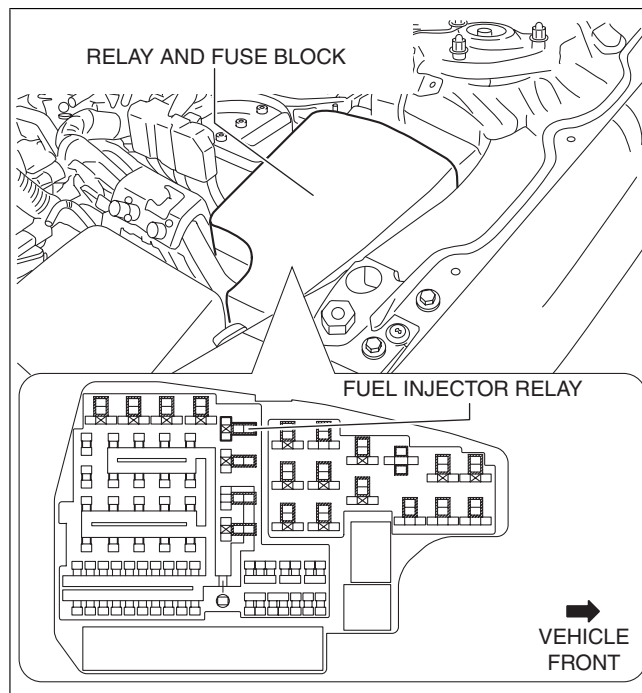 RELAY AND FUSE BLOCK
FUEL INJECTOR RELAY
VEHICLE
FRONT